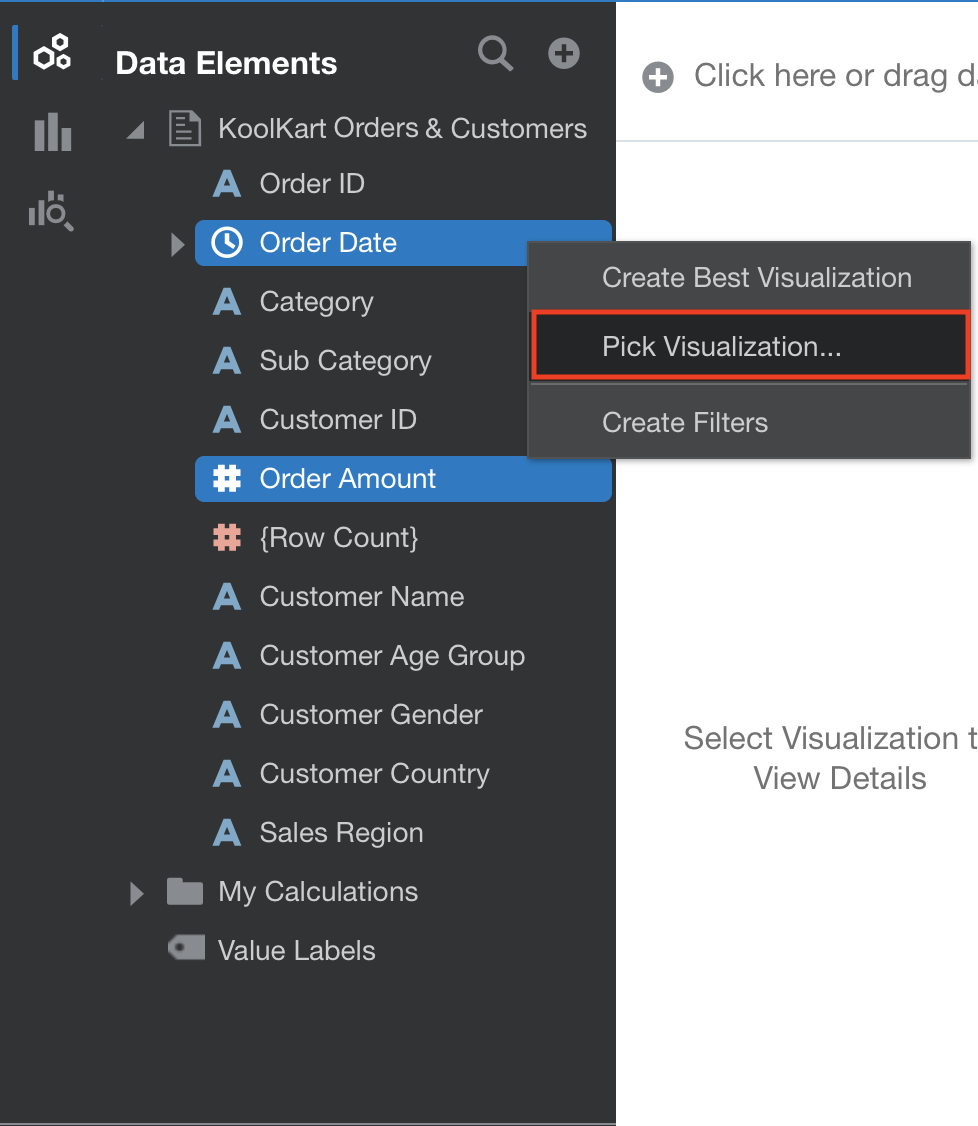 Data Elements
Click here or drag
KoolKart Orders & Customers
Order ID
Order Date
Category
Sub Category
Customer ID
Order Amount
{Row Count}
Customer Name
Customer Age Group
Customer Gender
Customer Country
Sales Region
My Calculations
Value Labels
Create Best Visualization
Pick Visualization...
Create Filters
Select Visualization t
View Details